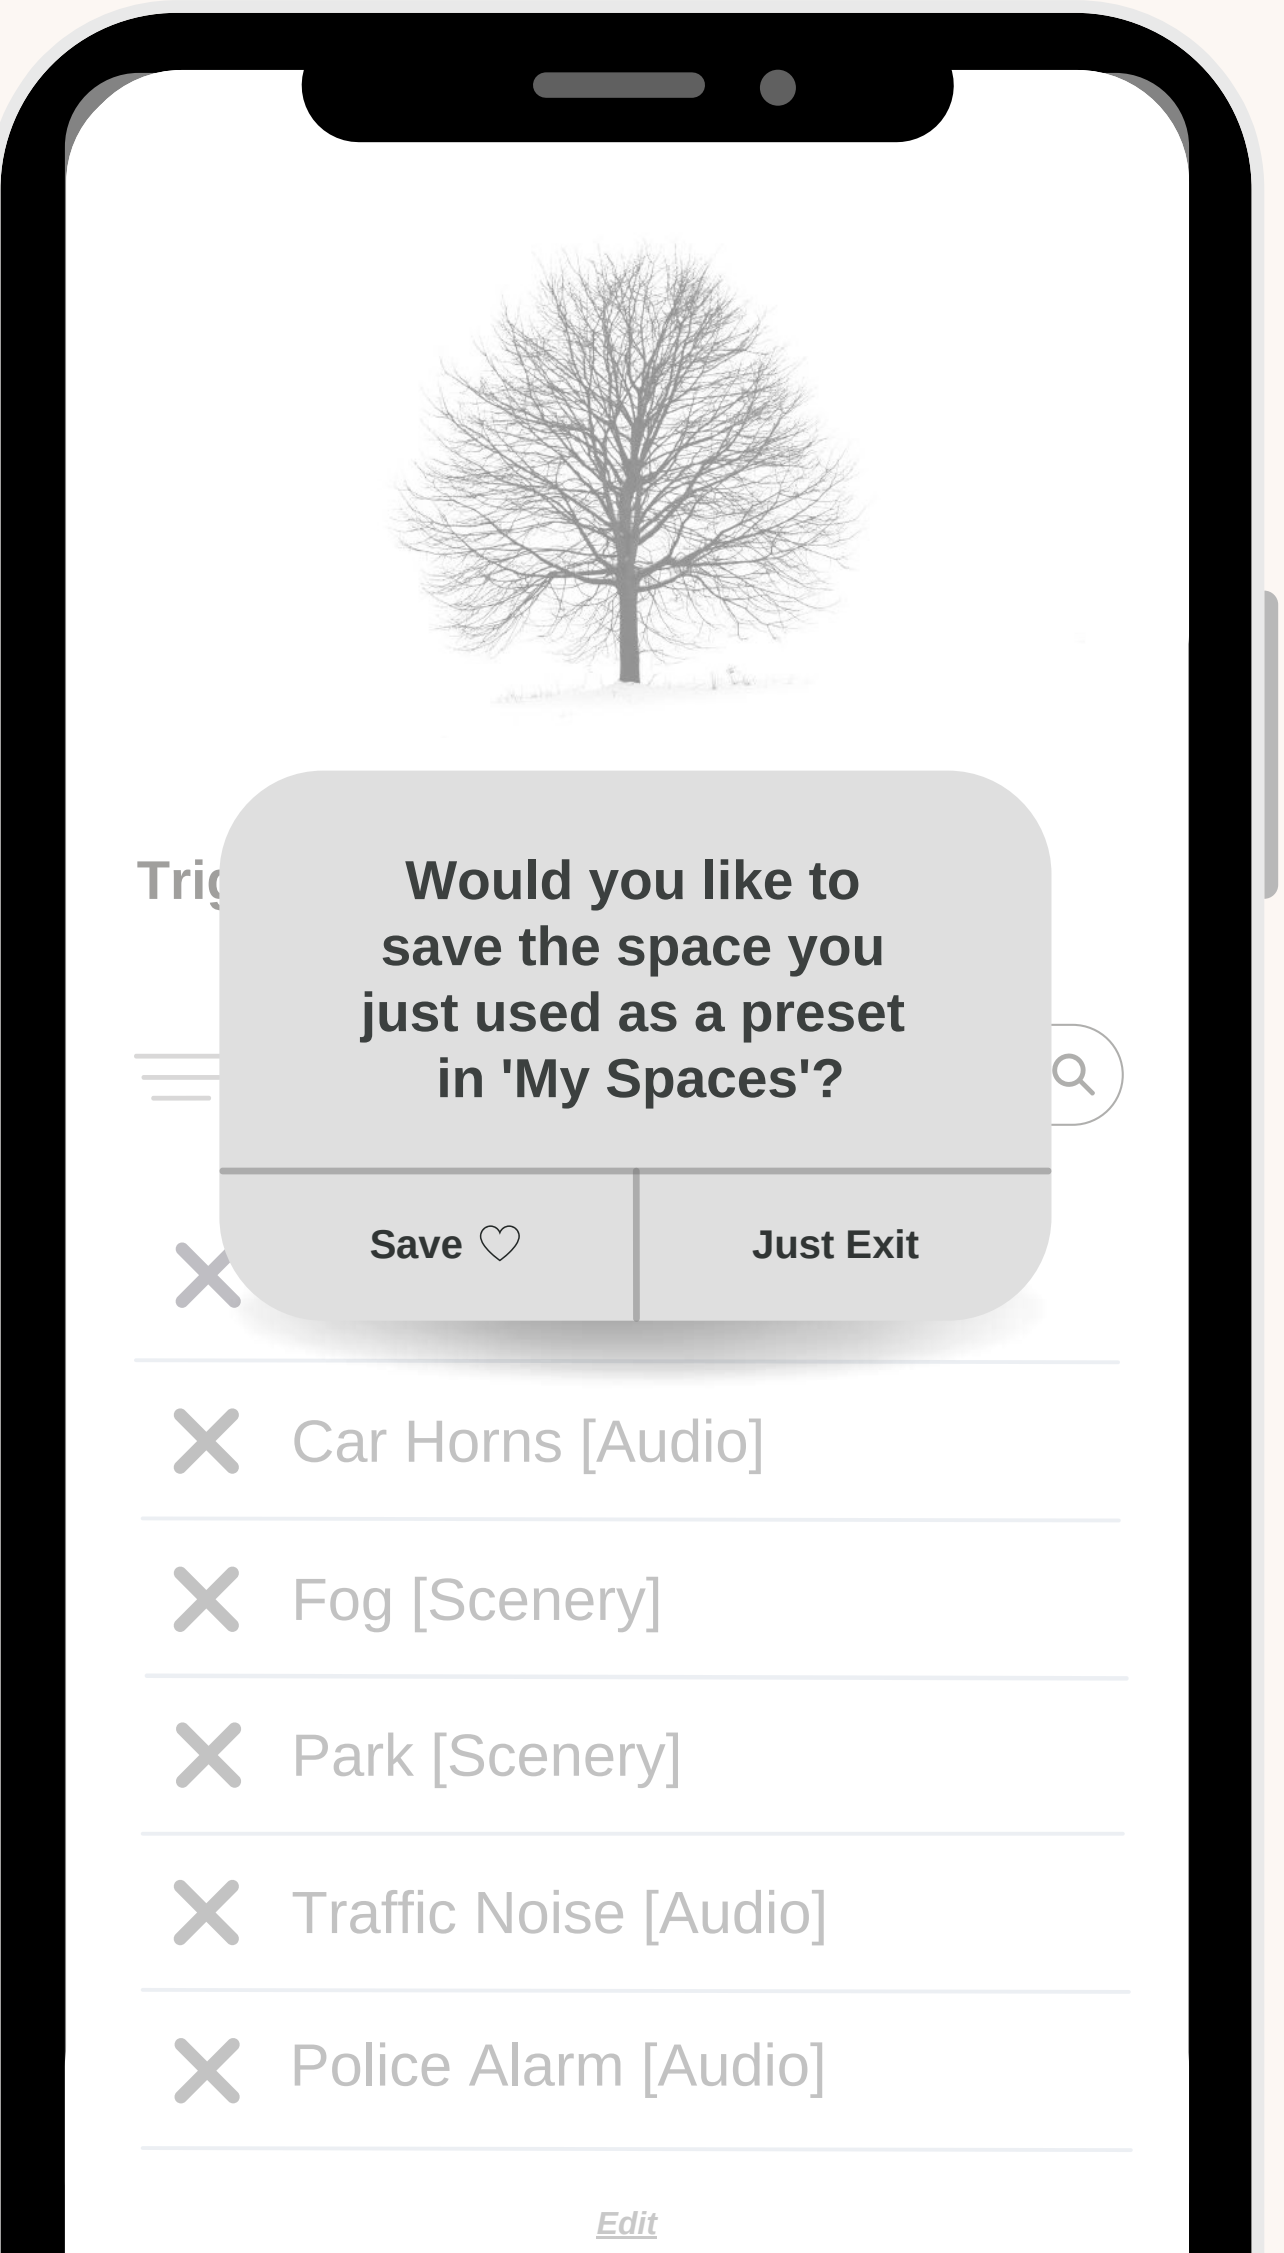 Would you like to
save the space you
just used as a preset
in 'My Spaces'?
Save
Just Exit
Car Horns [Audio]
Fog [Scenery]
Park [Scenery]
Traffic Noise [Audio]
Police Alarm [Audio]
Edit